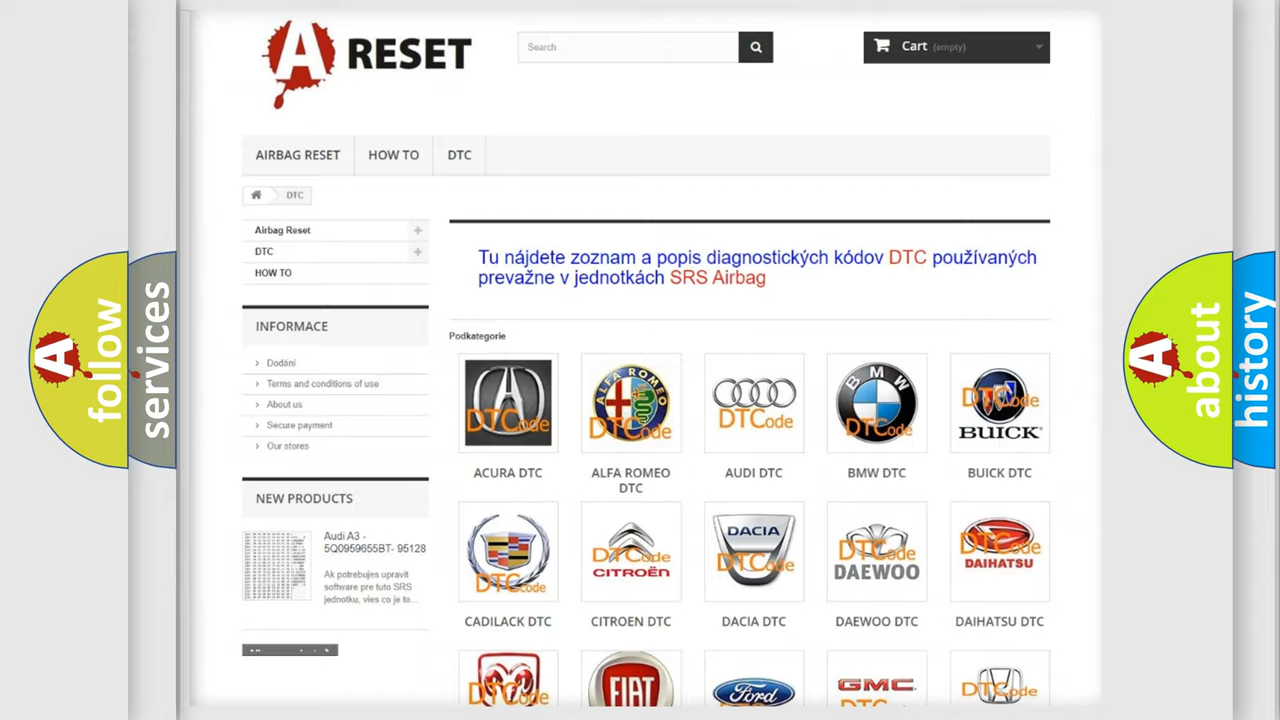 A RESET
Search
Cart (empty)
AIRBAG RESET
HOW TO
DTC
DTC
Airbag Reset
DTC
HOW TO
INFORMACE
Dodání
Terms and conditions of use
About us
Secure payment
Our stores
NEW PRODUCTS
Audi A3 -
5Q0959655BT- 95128
Ak potrebujes upravit
software pre tuto SRS
jednotku, vies co je to...
Tu nájdete zoznam a popis diagnostických kódov DTC používaných
prevažne v jednotkách SRS Airbag
Podkategorie
DTCode
ALFA ROMEO
DTCode
DTCode
BMW
DTCode
DTCode
BUICK
ACURA DTC
ALFA ROMEO
DTC
AUDI DTC
BMW DTC
BUICK DTC
DTCode
DTCode
CITROËN
DACIA
DTCode
DTCode
DAEWOO
DTCode
DAIHATSU
CADILACK DTC
CITROEN DTC
DACIA DTC
DAEWOO DTC
DAIHATSU DTC
DTCode
FIAT
Ford
GMC
DTCode
A follow
services
A about
history